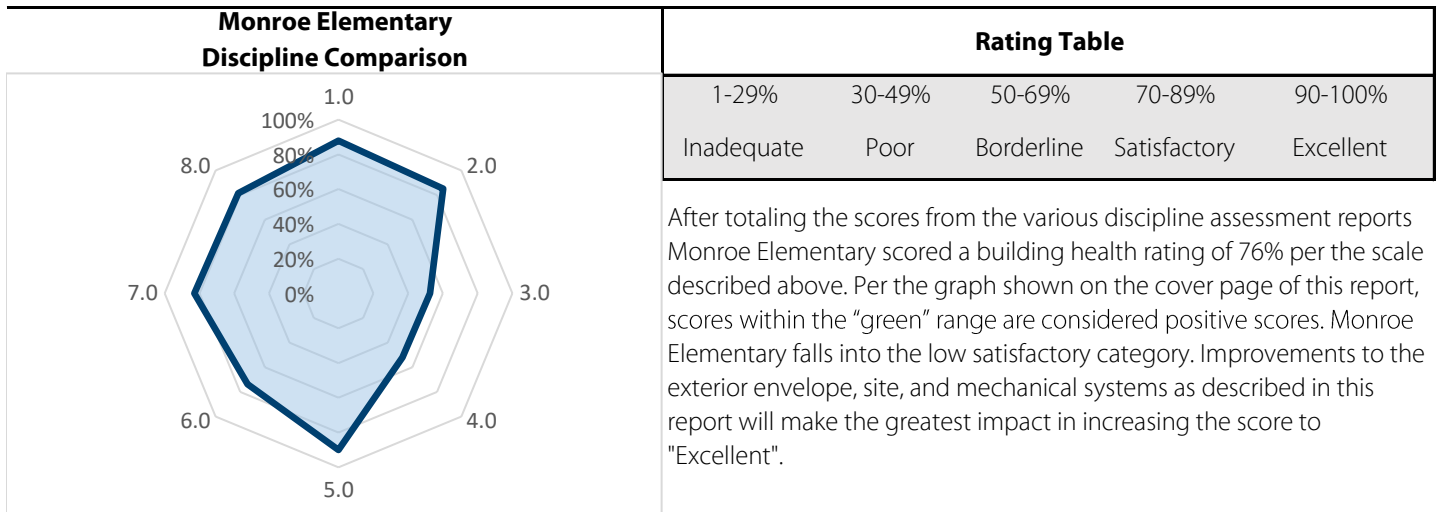 Monroe Elementary
Discipline Comparison
1.0
2.0
3.0
4.0
5.0
6.0
7.0
8.0
100%
80%
60%
40%
20%
0%
Rating Table
1-29% 30-49% 50-69% 70-89% 90-100%
Inadequate Poor Borderline Satisfactory Excellent
After totaling the scores from the various discipline assessment reports
Monroe Elementary scored a building health rating of 76% per the scale
described above. Per the graph shown on the cover page of this report,
scores within the “green” range are considered positive scores. Monroe
Elementary falls into the low satisfactory category. Improvements to the
exterior envelope, site, and mechanical systems as described in this
report will make the greatest impact in increasing the score to
"Excellent".